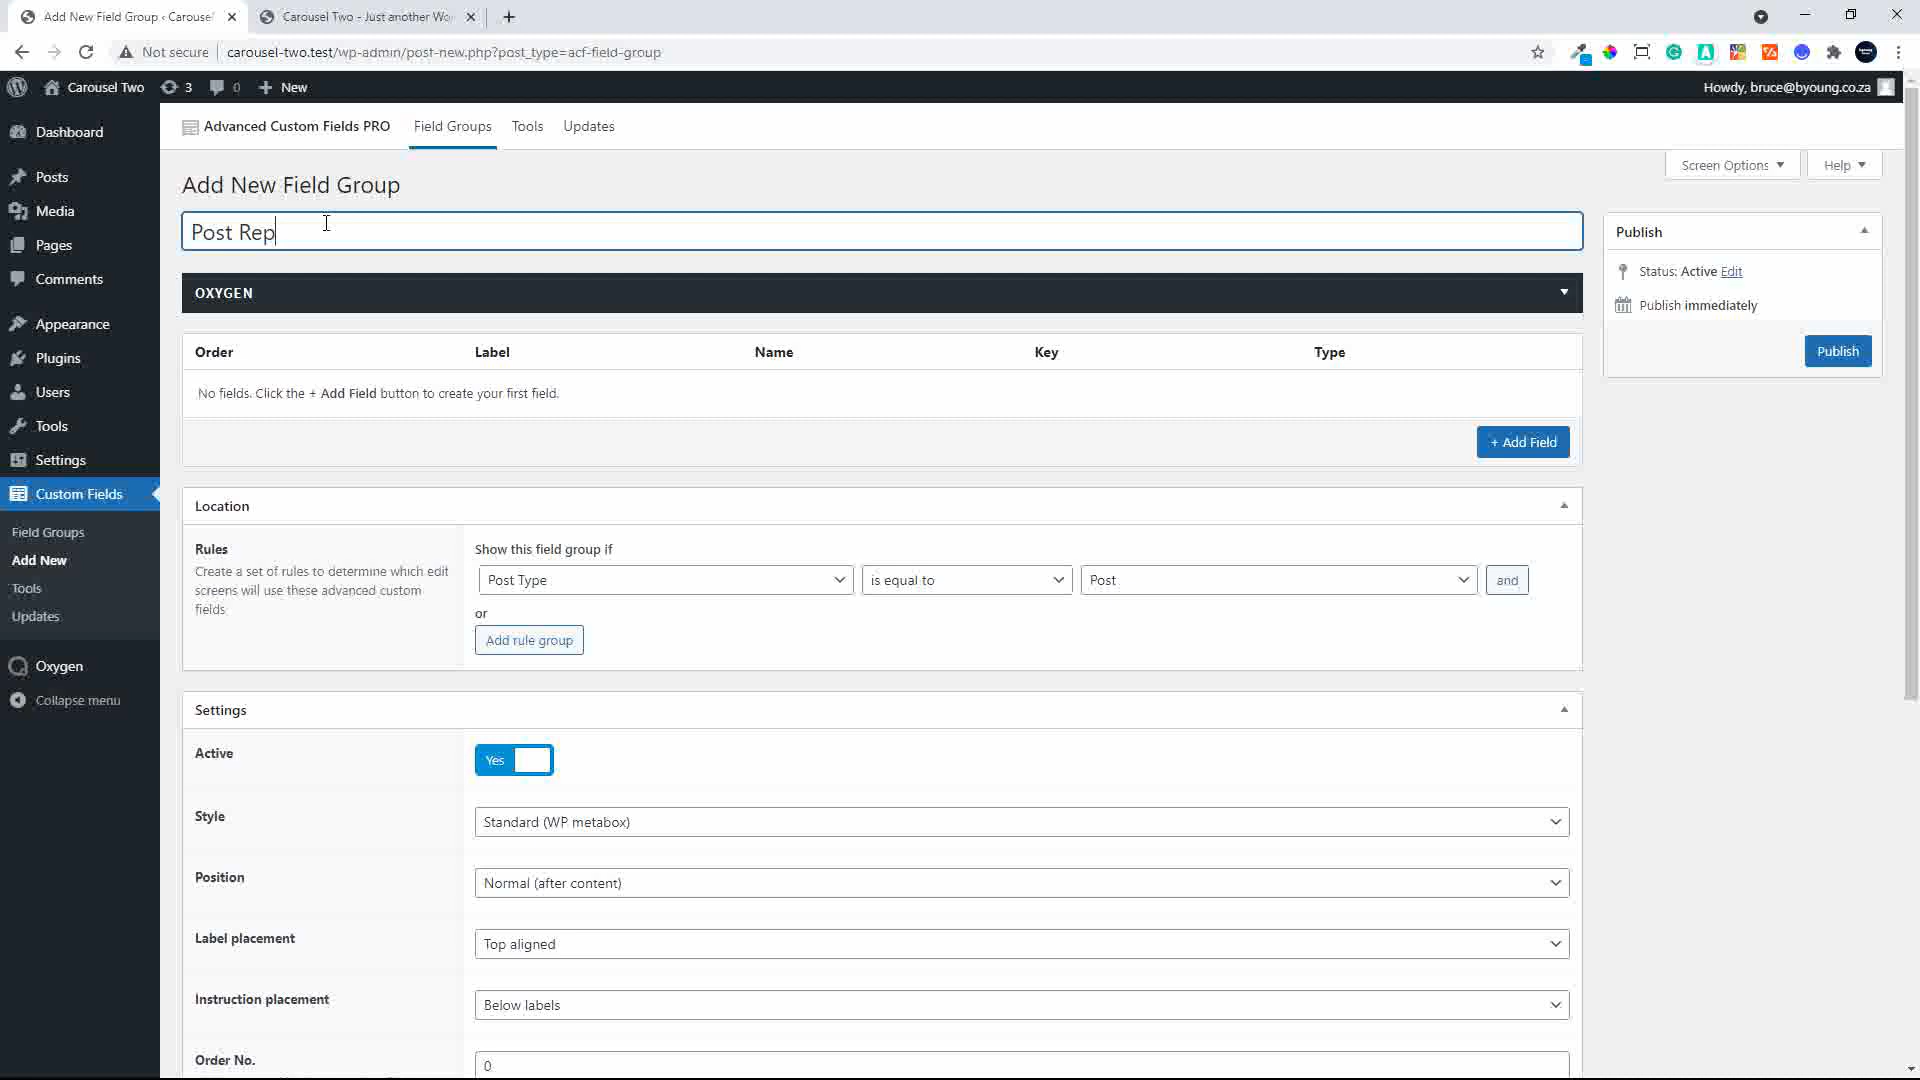 Add New Field Group ‹ Carousel
Carousel Two – Just another Wo
Not secure
carousel-two.test/wp-admin/post-new.php?post_type=acf-field-group
Carousel Two
3
0
New
Howdy, bruce@byoung.co.za
Dashboard
Posts
Media
Pages
Comments
Appearance
Plugins
Users
Tools
Settings
Custom Fields
Field Groups
Add New
Tools
Updates
Oxygen
Collapse menu
Advanced Custom Fields PRO
Field Groups
Tools
Updates
Screen Options
Help
Add New Field Group
Post Rep
OXYGEN
Order Label Name Key Type
No fields. Click the + Add Field button to create your first field.
+ Add Field
Location
Rules
Create a set of rules to determine which edit
screens will use these advanced custom
fields
Show this field group if
Post Type
is equal to
Post
and
or
Add rule group
Settings
Active
Yes
Style
Standard (WP metabox)
Position
Normal (after content)
Label placement
Top aligned
Instruction placement
Below labels
Order No.
0
Publish
Status: Active Edit
Publish immediately
Publish